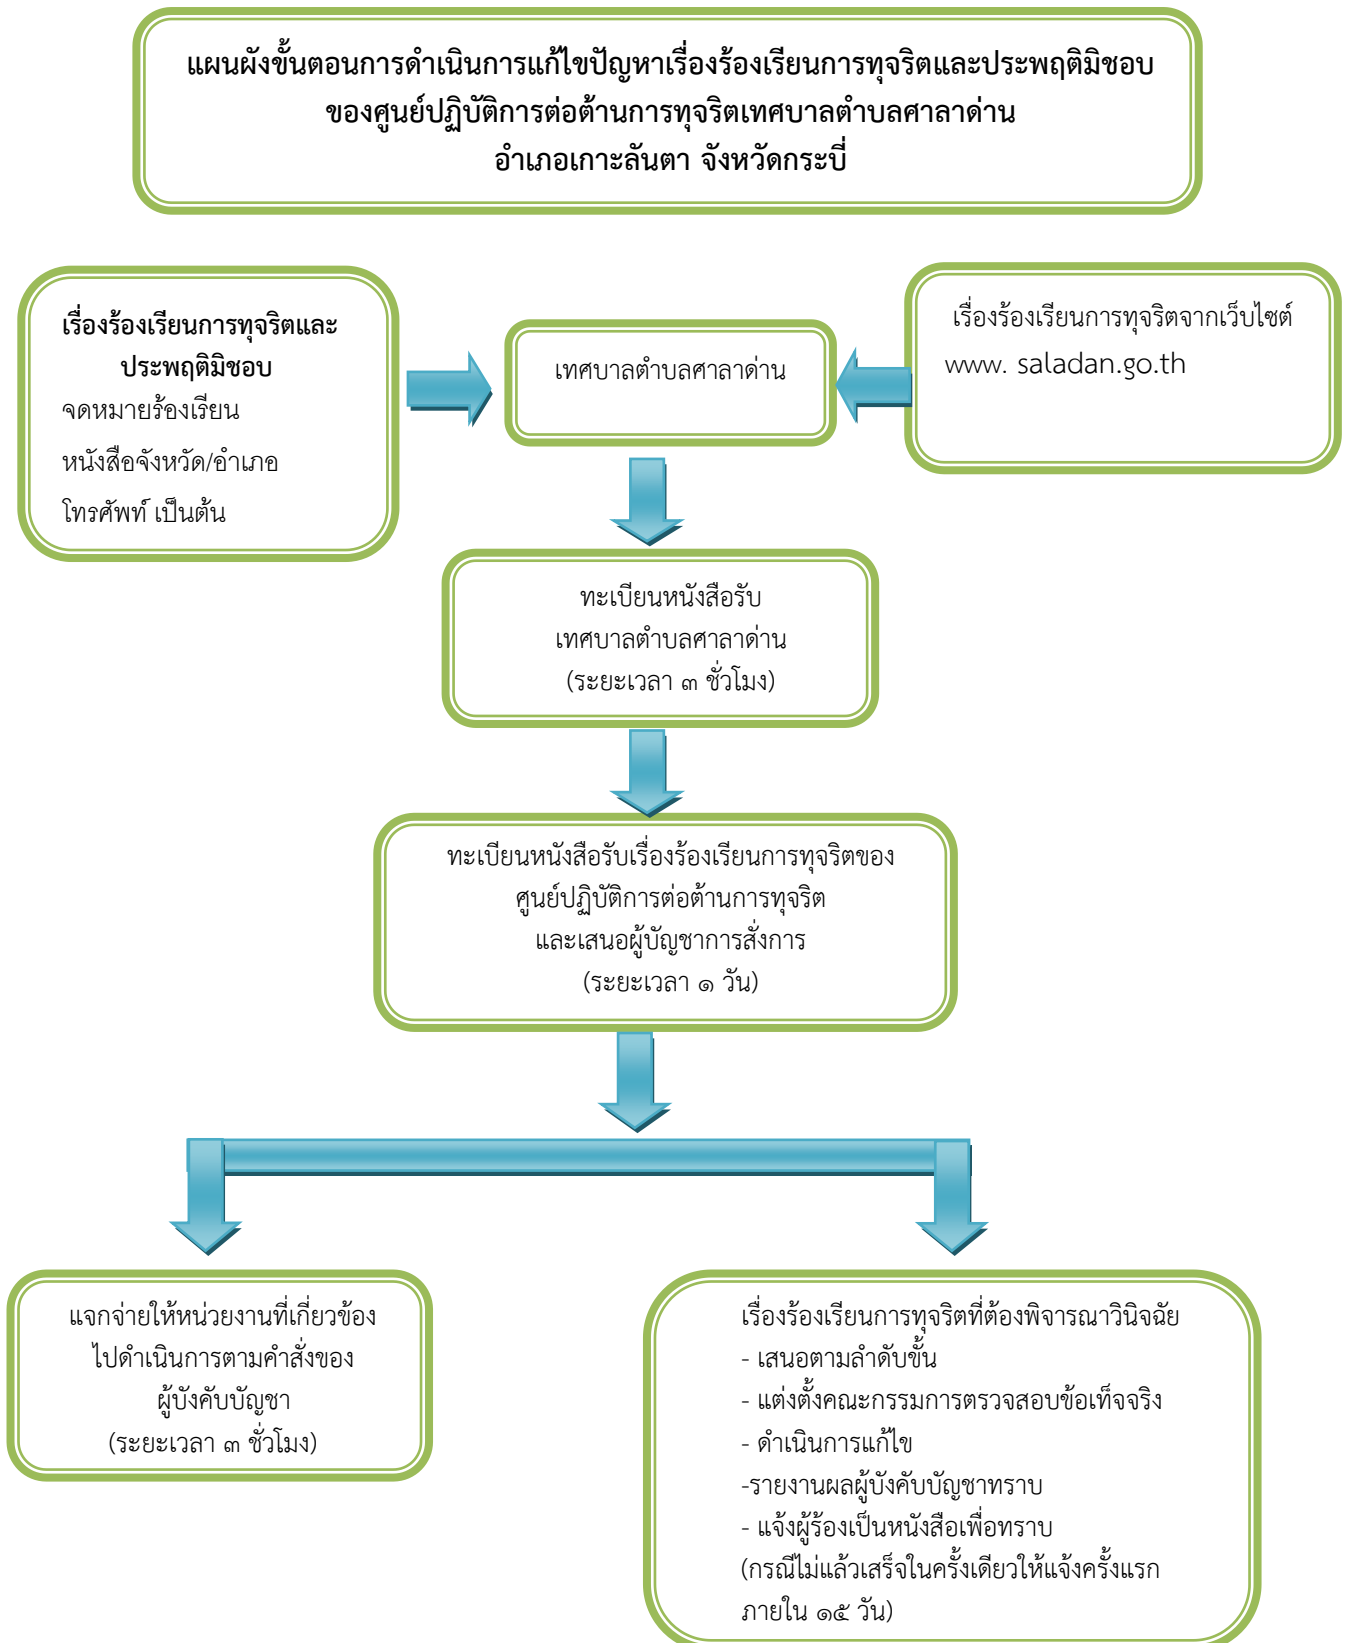 แผนผังขั้นตอนการดำเนินการแก้ไขปัญหาเรื่องร้องเรียนการทุจริตและประพฤติมิชอบ
ของศูนย์ปฏิบัติการต่อต้านการทุจริตเทศบาลตำบลศาลาด่าน
อำเภอเกาะลันตา จังหวัดกระบี่
เรื่องร้องเรียนการทุจริตและ
ประพฤติมิชอบ
จดหมายร้องเรียน
หนังสือจังหวัด/อำเภอ
โทรศัพท์ เป็นต้น
เทศบาลตำบลศาลาด่าน
เรื่องร้องเรียนการทุจริตจากเว็บไซต์
www. saladan.go.th
ทะเบียนหนังสือรับ
เทศบาลตำบลศาลาด่าน
(ระยะเวลา ๓ ชั่วโมง)
ทะเบียนหนังสือรับเรื่องร้องเรียนการทุจริตของ
ศูนย์ปฏิบัติการต่อต้านการทุจริต
และเสนอผู้บัญชาการสั่งการ
(ระยะเวลา ๑ วัน)
แจกจ่ายให้หน่วยงานที่เกี่ยวข้อง
ไปดำเนินการตามคำสั่งของ
ผู้บังคับบัญชา
(ระยะเวลา ๓ ชั่วโมง)
เรื่องร้องเรียนการทุจริตที่ต้องพิจารณาวินิจฉัย
- เสนอตามลำดับขั้น
- แต่งตั้งคณะกรรมการตรวจสอบข้อเท็จจริง
- ดำเนินการแก้ไข
-รายงานผลผู้บังคับบัญชาทราบ
- แจ้งผู้ร้องเป็นหนังสือเพื่อทราบ
(กรณีไม่แล้วเสร็จในครั้งเดียวให้แจ้งครั้งแรก
ภายใน ๑๕ วัน)